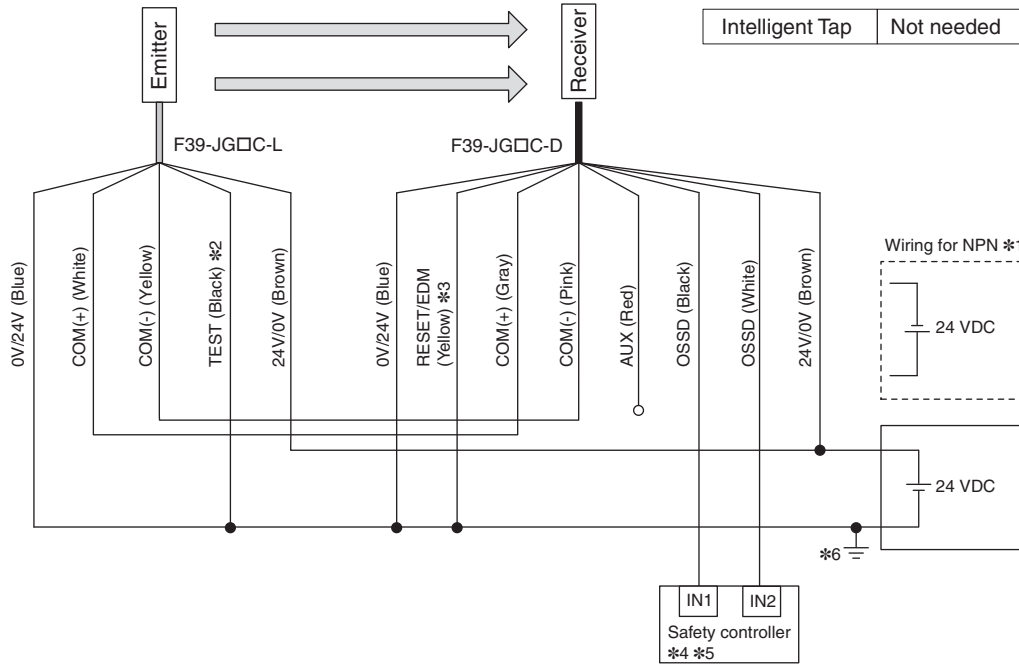 Emitter
Receiver
Intelligent Tap
Not needed
F39-JG□C-L
F39-JG□C-D
0V/24V (Blue)
COM(+) (White)
COM(-) (Yellow)
TEST (Black) ✻2
24V/0V (Brown)
0V/24V (Blue)
RESET/EDM
(Yellow) ✻3
COM(+) (Gray)
COM(-) (Pink)
AUX (Red)
OSSD (Black)
OSSD (White)
24V/0V (Brown)
Wiring for NPN ✻1
24 VDC
24 VDC
✻6
IN1
IN2
Safety controller
✻4 ✻5